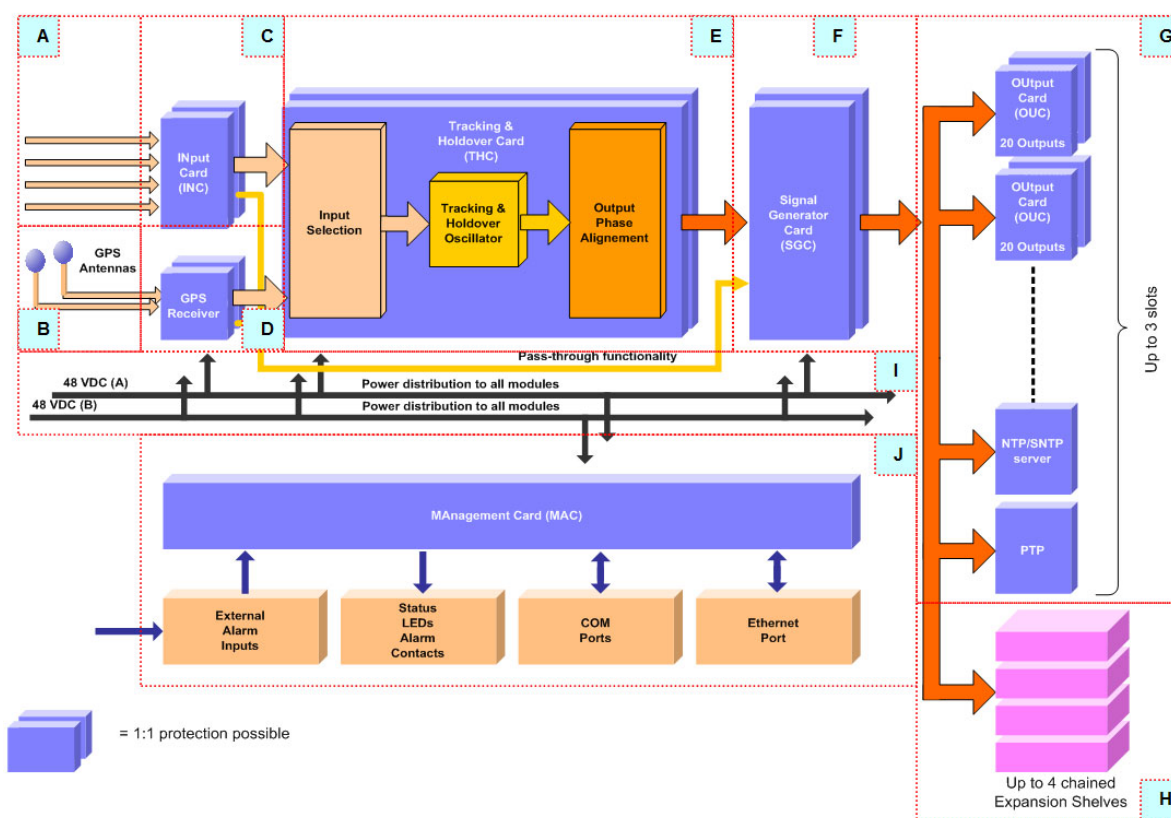 A
C
E
F
G
INput
Card
(INC)
Tracking &
Holdover Card
(THC)
Input
Selection
Tracking &
Holdover
Oscillator
Output
Phase
Alignement
Signal
Generator
Card
(SGC)
OUtput
Card
(OUC)
20 Outputs
OUtput
Card
(OUC)
20 Outputs
Up to 3 slots
GPS
Antennas
GPS
Receiver
B
D
Pass-through functionality
I
48 VDC (A)
Power distribution to all modules
48 VDC (B)
Power distribution to all modules
J
NTP/SNTP
server
MAnagement Card (MAC)
PTP
External
Alarm
Inputs
Status
LEDs
Alarm
Contacts
COM
Ports
Ethernet
Port
= 1:1 protection possible
Up to 4 chained
Expansion Shelves
H